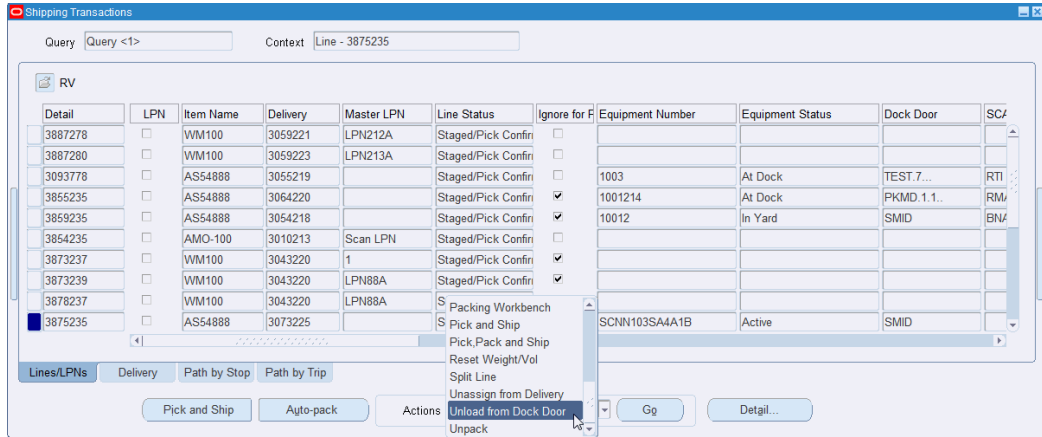 Shipping Transactions
Query Query <1> Context Line - 3875235
RV
Detail LPN Item Name Delivery Master LPN Line Status Ignore for F Equipment Number Equipment Status Dock Door SCA
3887278 WM100 3059221 LPN212A Staged/Pick Confir
3887280 WM100 3059223 LPN213A Staged/Pick Confir
3093778 AS54888 3055219 Staged/Pick Confir 1003 At Dock TEST.7... RTI
3855235 AS54888 3064220 Staged/Pick Confir 1001214 At Dock PKMD.1.1.. RMA
3859235 AS54888 3054218 Staged/Pick Confir 10012 In Yard SMID BNA
3854235 AMO-100 3010213 Scan LPN Staged/Pick Confir
3873237 WM100 3043220 1 Staged/Pick Confir
3873239 WM100 3043220 LPN88A Staged/Pick Confir
3878237 WM100 3043220 LPN88A S
3875235 AS54888 3073225 S SCNN103SA4A1B Active SMID
Packing Workbench
Pick and Ship
Pick,Pack and Ship
Reset Weight/Vol
Split Line
Unassign from Delivery
Unload from Dock Door
Unpack
Lines/LPNs Delivery Path by Stop Path by Trip
Pick and Ship Auto-pack Actions Go Detail...